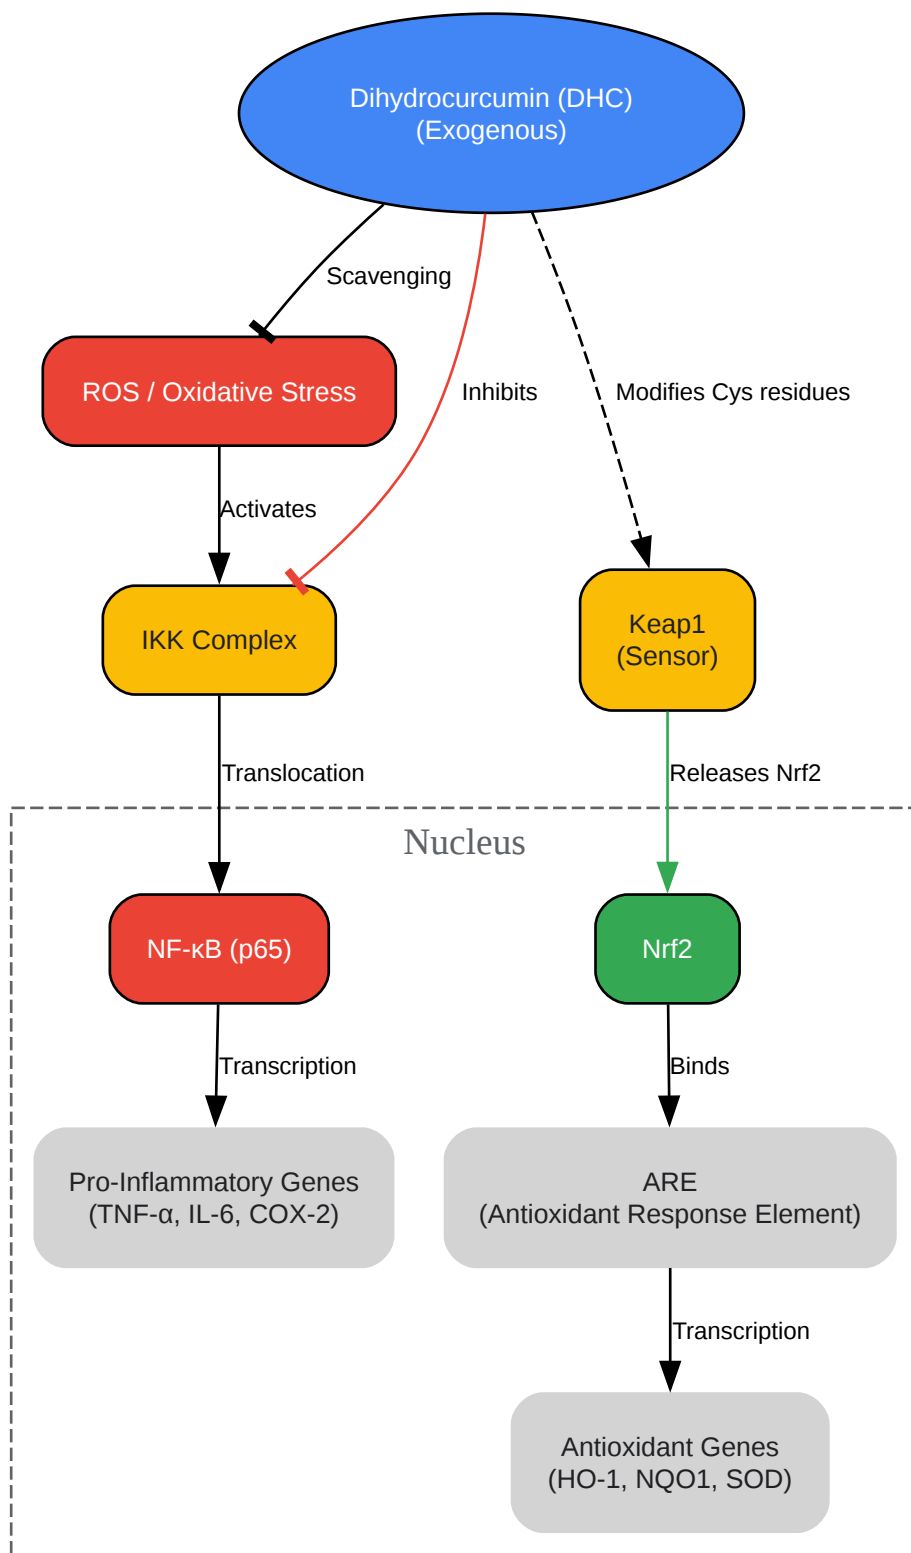 Dihydrocurcumin (DHC)
(Exogenous)
Scavenging
Inhibits
Modifies Cys residues
ROS / Oxidative Stress
Activates
IKK Complex
Keap1
(Sensor)
Translocation
Releases Nrf2
Nucleus
NF-κB (p65)
Nrf2
Transcription
Binds
Pro-Inflammatory Genes
(TNF-α, IL-6, COX-2)
ARE
(Antioxidant Response Element)
Transcription
Antioxidant Genes
(HO-1, NQO1, SOD)